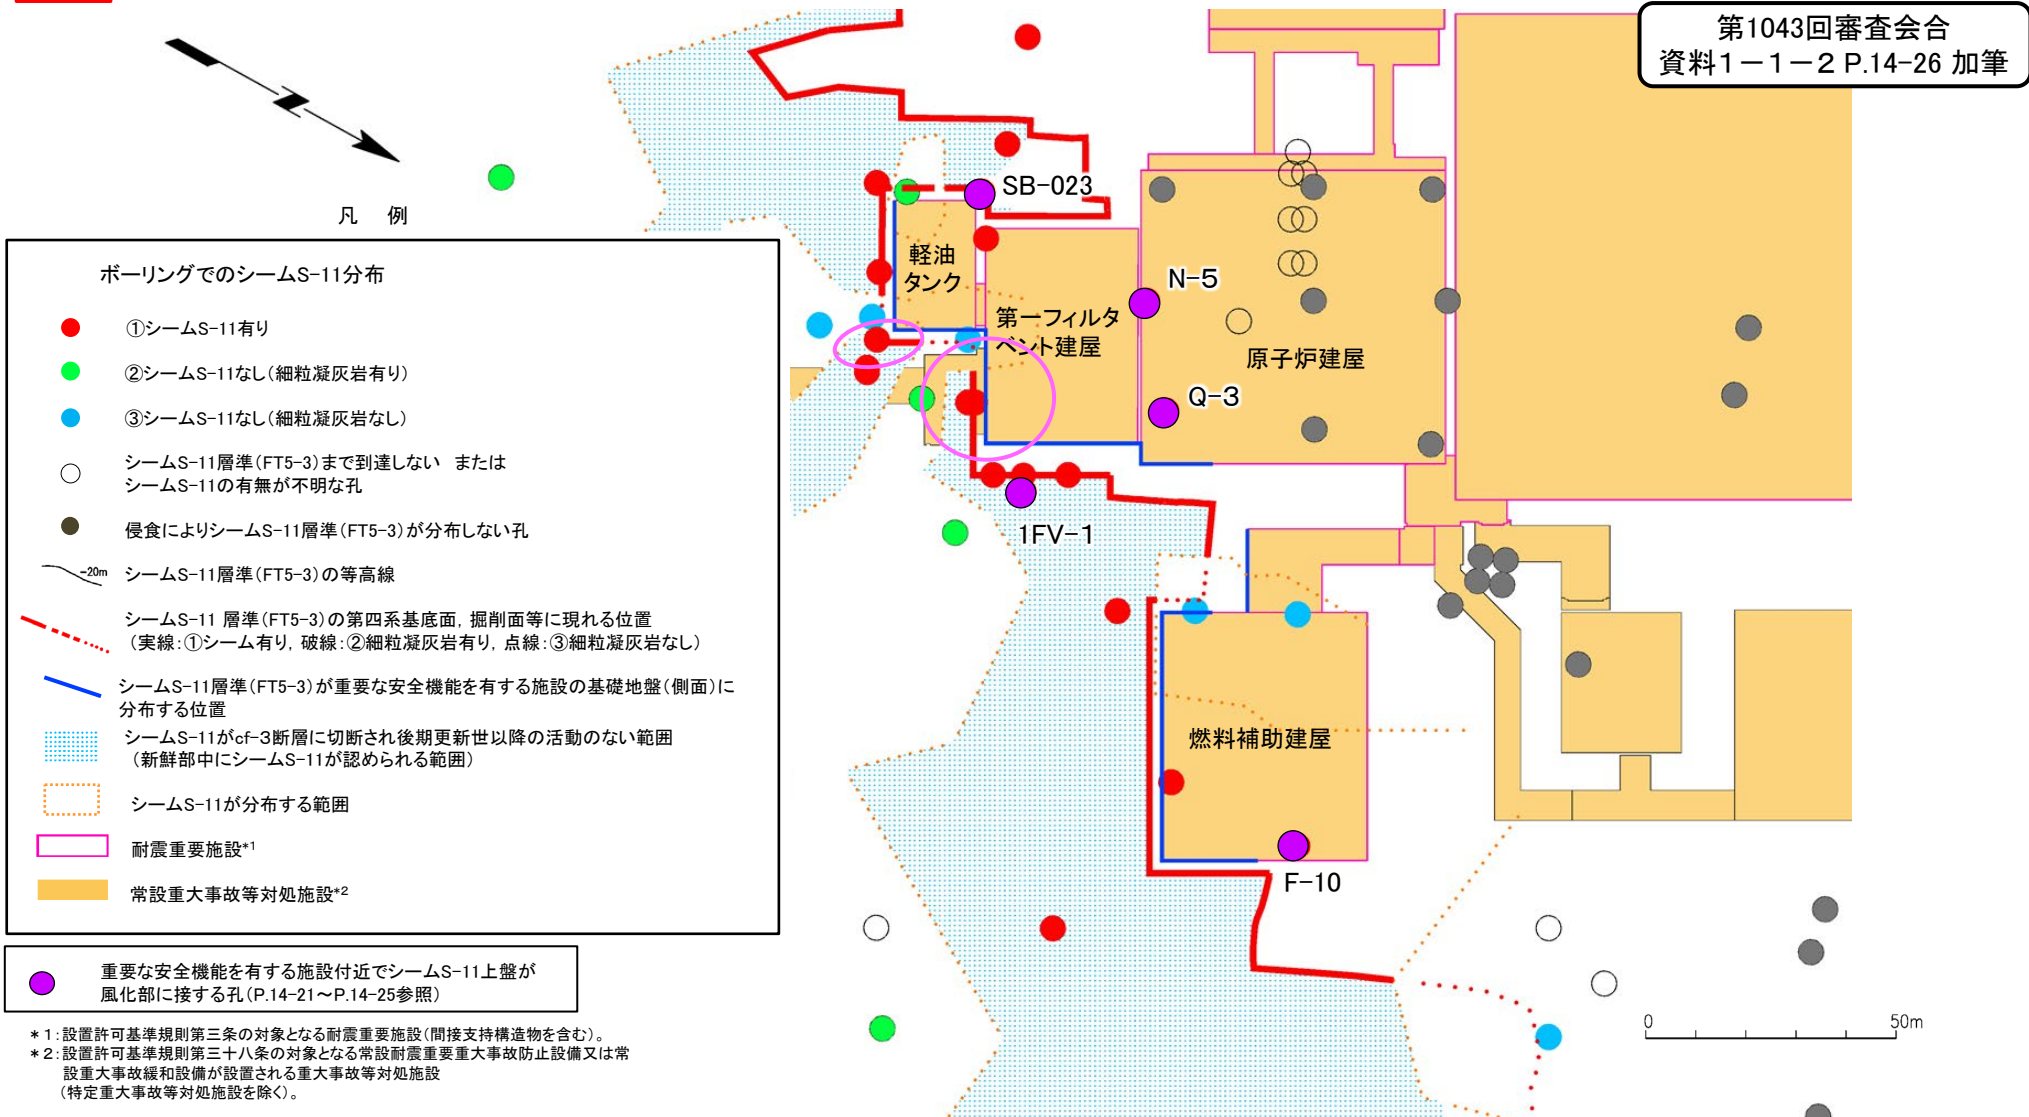 第1043回審査会合
資料1－1－2 P.14-26 加筆
凡　例
ボーリングでのシームS-11分布
①シームS-11有り
②シームS-11なし(細粒凝灰岩有り)
③シームS-11なし(細粒凝灰岩なし)
シームS-11層準(FT5-3)まで到達しない　または
シームS-11の有無が不明な孔
侵食によりシームS-11層準(FT5-3)が分布しない孔
-20m
シームS-11層準(FT5-3)の等高線
シームS-11 層準(FT5-3)の第四系基底面，掘削面等に現れる位置
(実線:①シーム有り，破線:②細粒凝灰岩有り，点線:③細粒凝灰岩なし)
シームS-11層準(FT5-3)が重要な安全機能を有する施設の基礎地盤(側面)に
分布する位置
シームS-11がcf-3断層に切断され後期更新世以降の活動のない範囲
(新鮮部中にシームS-11が認められる範囲)
シームS-11が分布する範囲
耐震重要施設*1
常設重大事故等対処施設*2
重要な安全機能を有する施設付近でシームS-11上盤が
風化部に接する孔(P.14-21～P.14-25参照)
＊1:設置許可基準規則第三条の対象となる耐震重要施設(間接支持構造物を含む)。
＊2:設置許可基準規則第三十八条の対象となる常設耐震重要重大事故防止設備又は常
設重大事故緩和設備が設置される重大事故等対処施設
(特定重大事故等対処施設を除く)。
SB-023
軽油
タンク
N-5
第一フィルタ
ベント建屋
原子炉建屋
Q-3
1FV-1
燃料補助建屋
F-10
0
50m